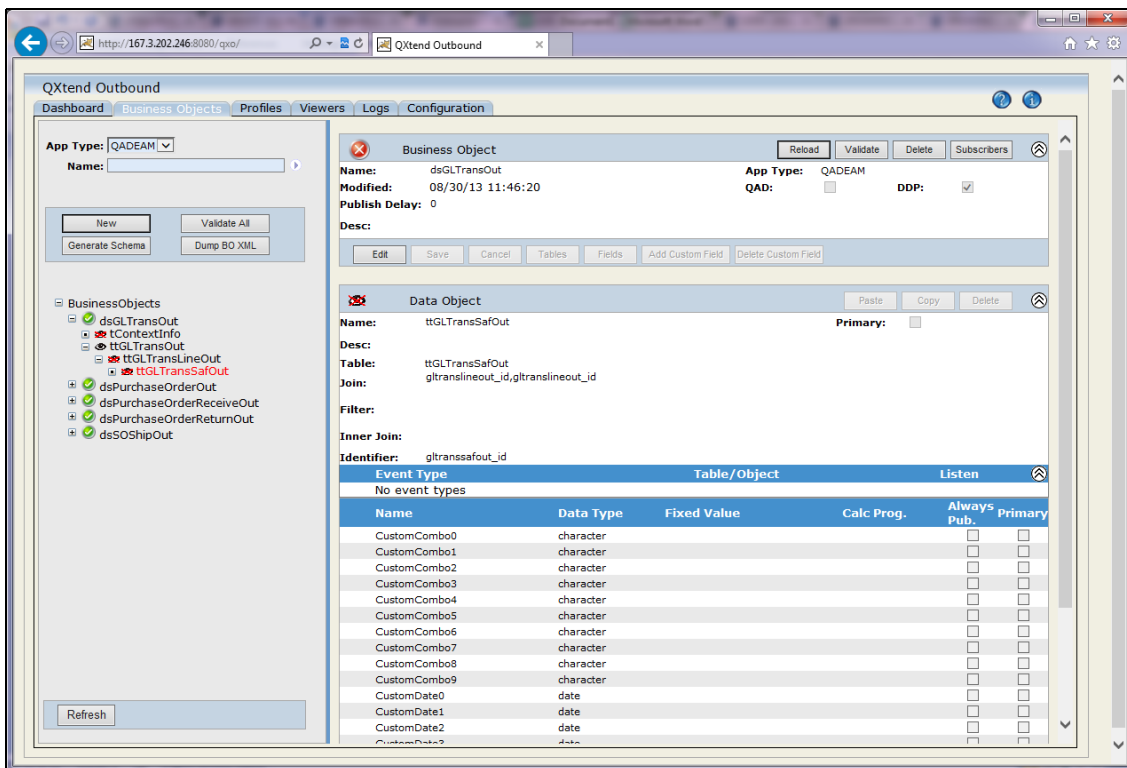 http://167.3.202.246:8080/qxo/
QXtend Outbound
QXtend Outbound
Dashboard Business Objects Profiles Viewers Logs Configuration
App Type: QADEAM
Name:
New Validate All
Generate Schema Dump BO XML
BusinessObjects
dsGLTransOut
tContextInfo
ttGLTransOut
ttGLTransLineOut
ttGLTransSafOut
dsPurchaseOrderOut
dsPurchaseOrderReceiveOut
dsPurchaseOrderReturnOut
dsSOShipOut
Refresh
Business Object Reload Validate Delete Subscribers
Name: dsGLTransOut App Type: QADEAM
Modified: 08/30/13 11:46:20 QAD: DDP:
Publish Delay: 0
Desc:
Edit Save Cancel Tables Fields Add Custom Field Delete Custom Field
Data Object Paste Copy Delete
Name: ttGLTransSafOut Primary:
Desc:
Table: ttGLTransSafOut
Join: gltranslineout_id,gltranslineout_id
Filter:
Inner Join:
Identifier: gltranssafout_id
Event Type Table/Object Listen
No event types
Name Data Type Fixed Value Calc Prog. Always Pub. Primary
CustomCombo0 character
CustomCombo1 character
CustomCombo2 character
CustomCombo3 character
CustomCombo4 character
CustomCombo5 character
CustomCombo6 character
CustomCombo7 character
CustomCombo8 character
CustomCombo9 character
CustomDate0 date
CustomDate1 date
CustomDate2 date
CustomDate3 date